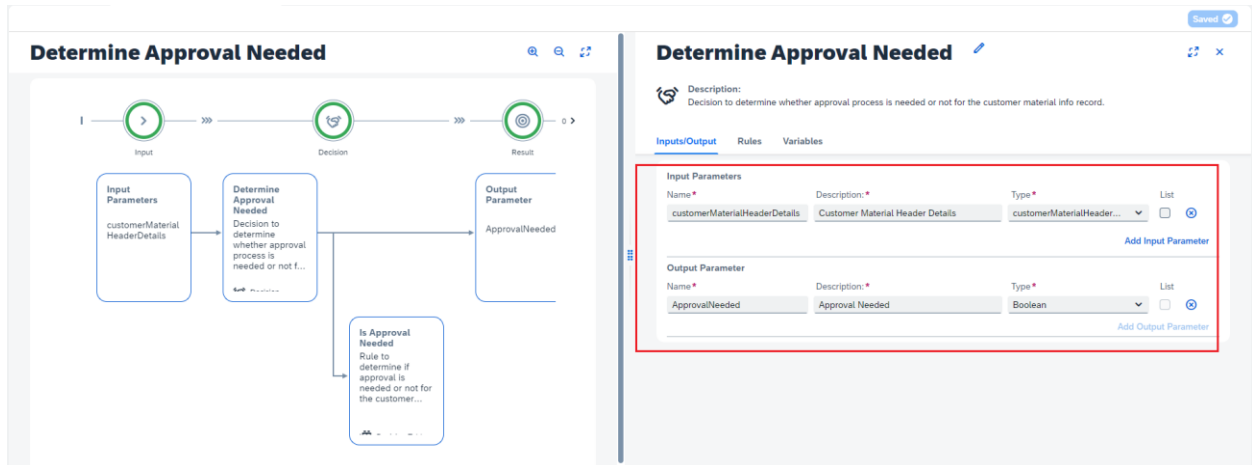 Saved
Determine Approval Needed
Input
Decision
0
Result
Input
Parameters
customerMaterial
HeaderDetails
Determine
Approval
Needed
Decision to
determine
whether approval
process is
needed or not f...
Output
Parameter
ApprovalNeeded
Is Approval
Needed
Rule to
determine if
approval is
needed or not for
the customer...
Determine Approval Needed
Description:
Decision to determine whether approval process is needed or not for the customer material info record.
Inputs/Output Rules Variables
Input Parameters
Name* Description:* Type* List
customerMaterialHeaderDetails Customer Material Header Details customerMaterialHeader...
Add Input Parameter
Output Parameter
Name* Description:* Type* List
ApprovalNeeded Approval Needed Boolean
Add Output Parameter